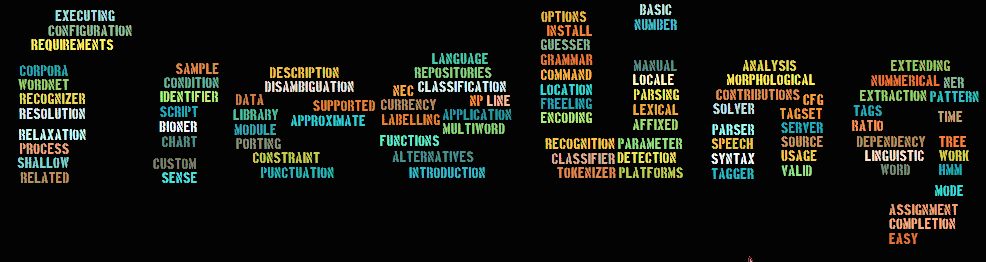 EXECUTING
CONFIGURATION
REQUIREMENTS
CORPORA
WORDNET
RECOGNIZER
RESOLUTION
RELAXATION
PROCESS
SHALLOW
RELATED
SAMPLE
CONDITION
IDENTIFIER
SCRIPT
BIONER
CHART
CUSTOM
SENSE
DESCRIPTION
DISAMBIGUATION
DATA
SUPPORTED
LIBRARY
APPROXIMATE
MODULE
PORTING
CONSTRAINT
PUNCTUATION
LANGUAGE
REPOSITORIES
NEC CLASSIFICATION
CURRENCY NP LINE
LABELLING APPLICATION
MULTIWORD
FUNCTIONS
ALTERNATIVES
INTRODUCTION
OPTIONS
INSTALL
GUESSER
GRAMMAR
COMMAND
LOCATION
FREELING
ENCODING
RECOGNITION
CLASSIFIER
TOKENIZER
BASIC
NUMBER
MANUAL
LOCALE
PARSING
LEXICAL
AFFIXED
PARAMETER
DETECTION
PLATFORMS
ANALYSIS
MORPHOLOGICAL
CONTRIBUTIONS CFG
SOLVER TAGSET
PARSER SERVER
SPEECH SOURCE
SYNTAX USAGE
TAGGER VALID
EXTENDING
NUMMERICAL NER
EXTRACTION PATTERN
TAGS TIME
RATIO
DEPENDENCY TREE
LINGUISTIC WORK
WORD HMM
MODE
ASSIGNMENT
COMPLETION
EASY